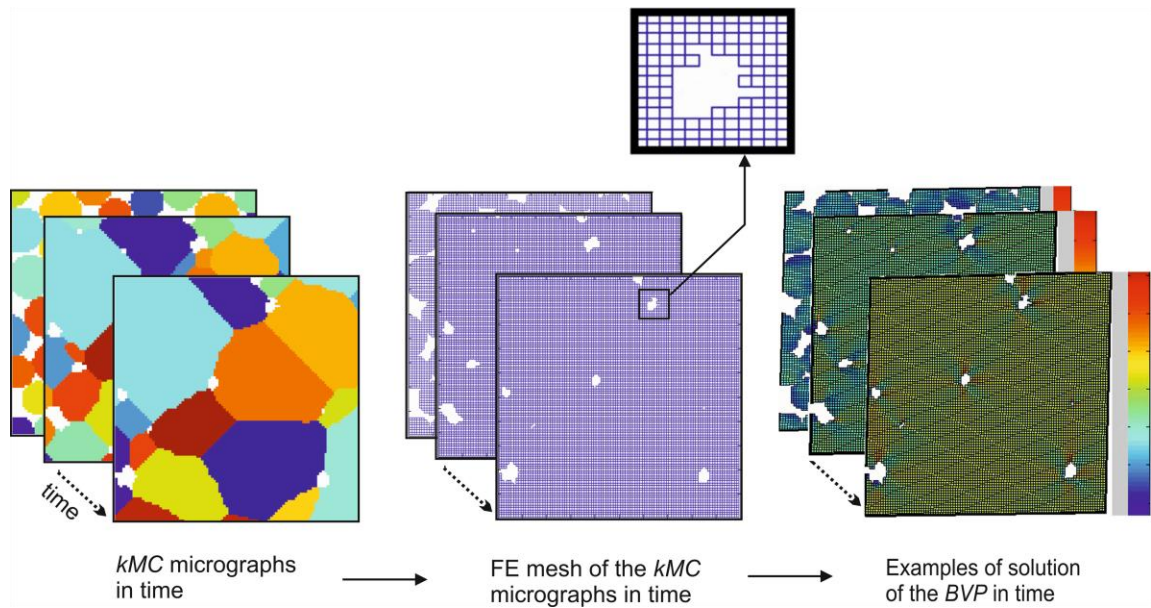 time
kMC micrographs
in time
FE mesh of the kMC
micrographs in time
Examples of solution
of the BVP in time